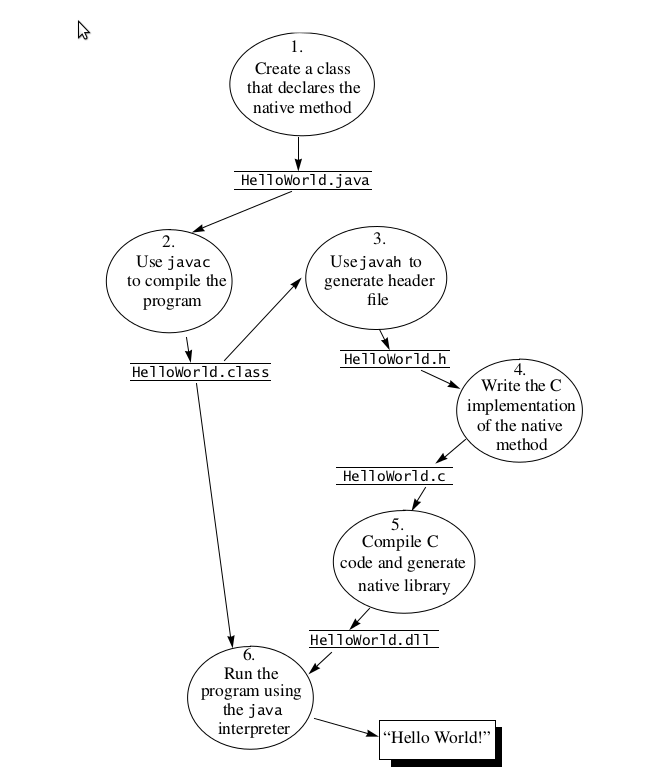 1.
Create a class
that declares the
native method
HelloWorld.java
2.
Use javac
to compile the
program
3.
Use javah to
generate header
file
HelloWorld.class
HelloWorld.h
4.
Write the C
implementation
of the native
method
HelloWorld.c
5.
Compile C
code and generate
native library
HelloWorld.dll
6.
Run the
program using
the java
interpreter
“Hello World!”